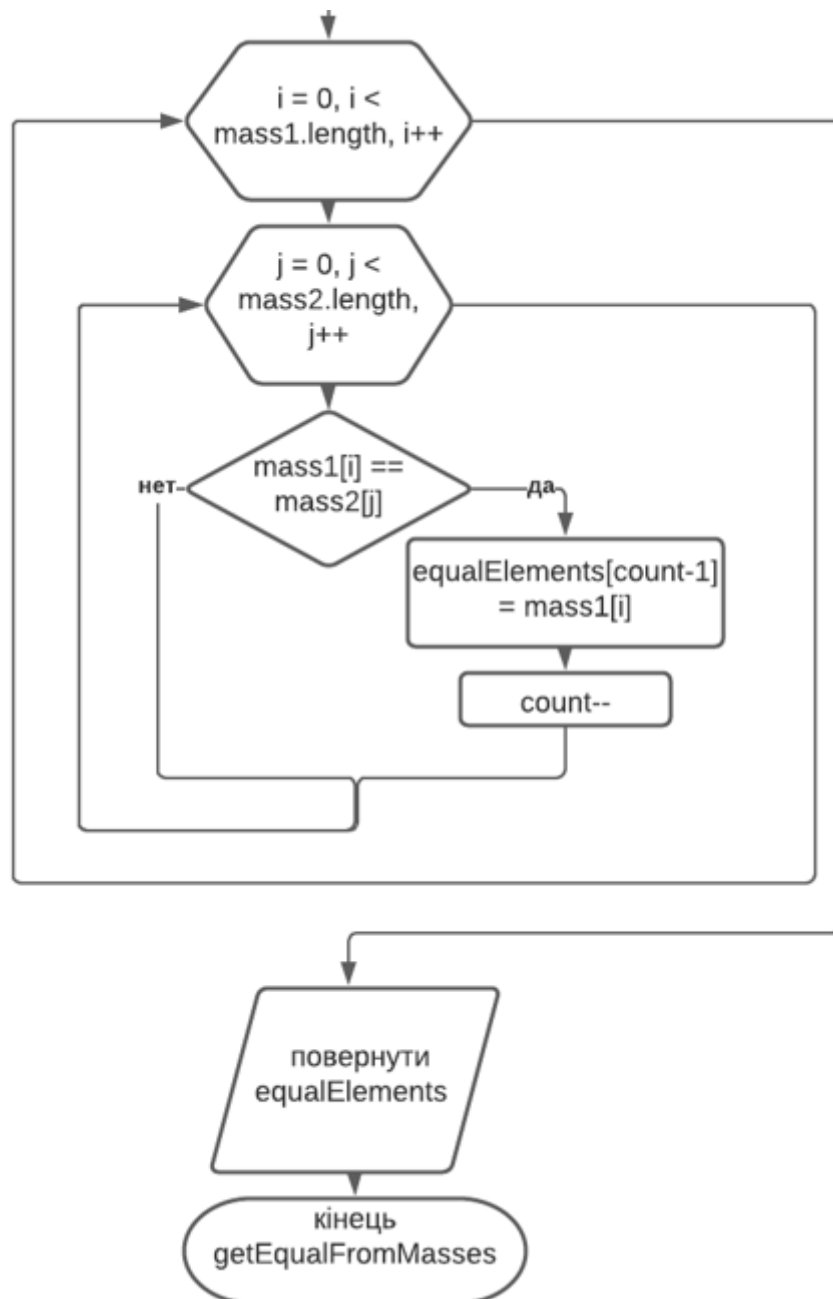 i = 0, i <
mass1.length, i++
j = 0, j <
mass2.length,
j++
mass1[i] ==
mass2[j]
нет
да
equalElements[count-1]
= mass1[i]
count--
повернути
equalElements
кінець
getEqualFromMasses